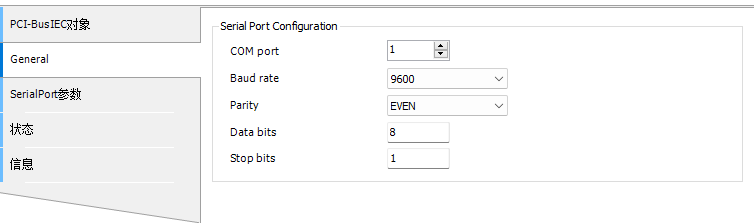 PCI-BusIEC对象
General
SerialPort参数
状态
信息
Serial Port Configuration
COM port 1
Baud rate 9600
Parity EVEN
Data bits 8
Stop bits 1